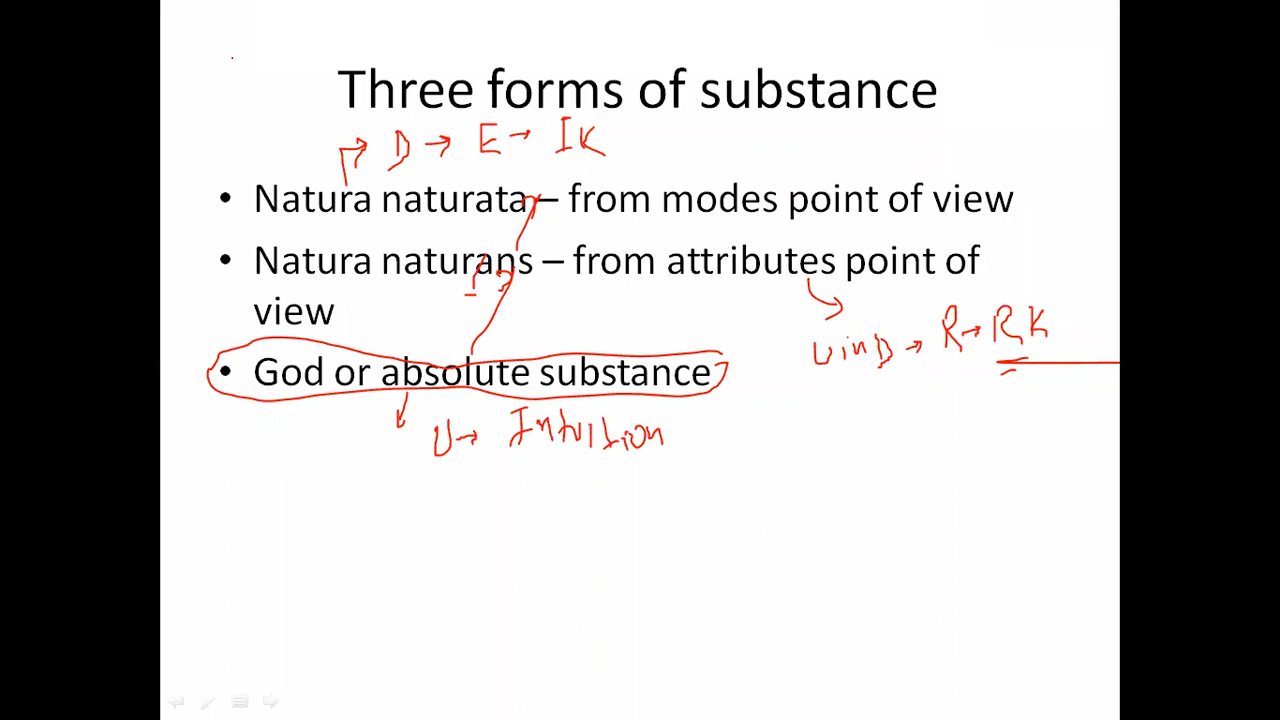 Three forms of substance
D → E → IK
• Natura naturata – from modes point of view
• Natura naturans – from attributes point of
view
U in D → R → RK
• God or absolute substance
U → Intuition